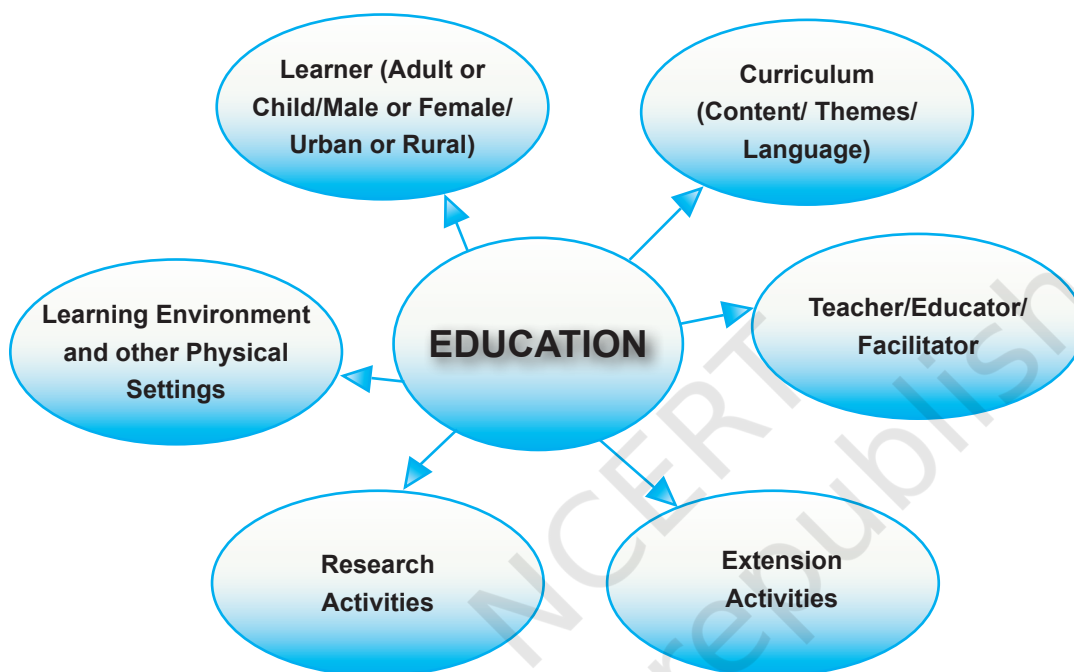 Learner (Adult or
Child/Male or Female/
Urban or Rural)
Curriculum
(Content/ Themes/
Language)
Learning Environment
and other Physical
Settings
EDUCATION
Teacher/Educator/
Facilitator
Research
Activities
Extension
Activities
NCERT
republish